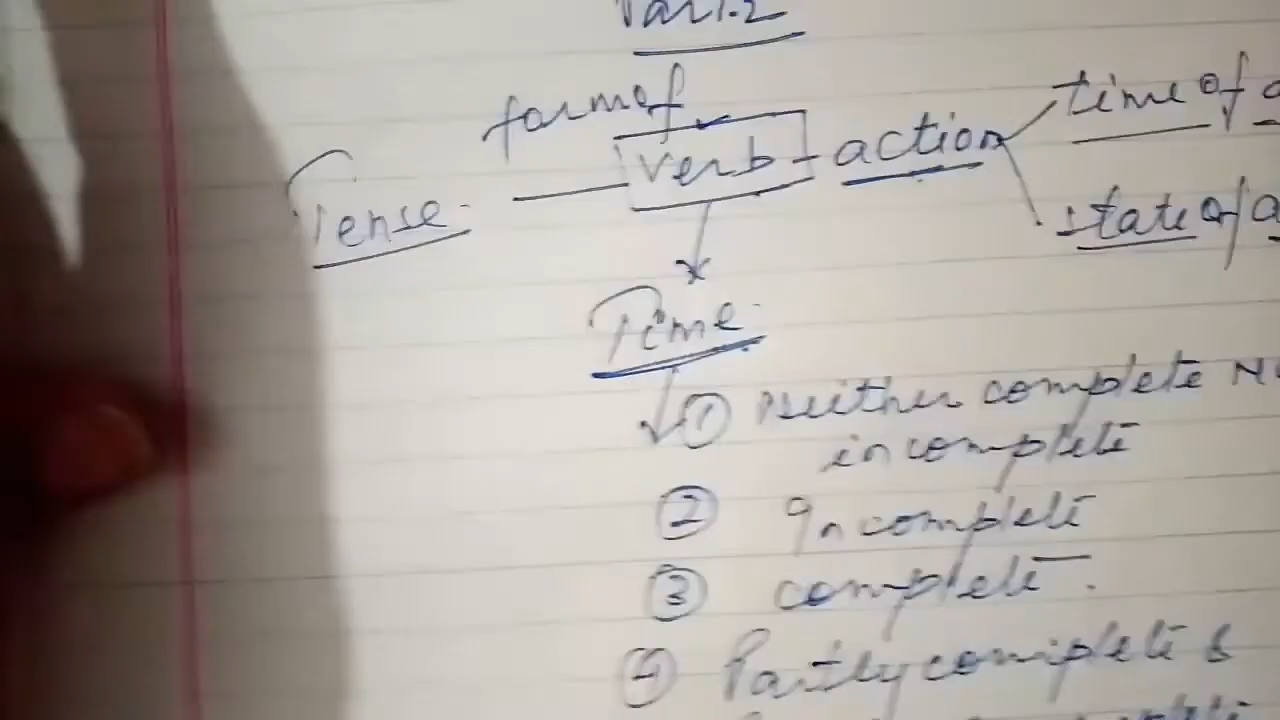 Part.2
form of
time of
Tense. — verb - action
state of
Time.
① Neither complete
incomplete
② Incomplete
③ complete.
④ Partly complete &